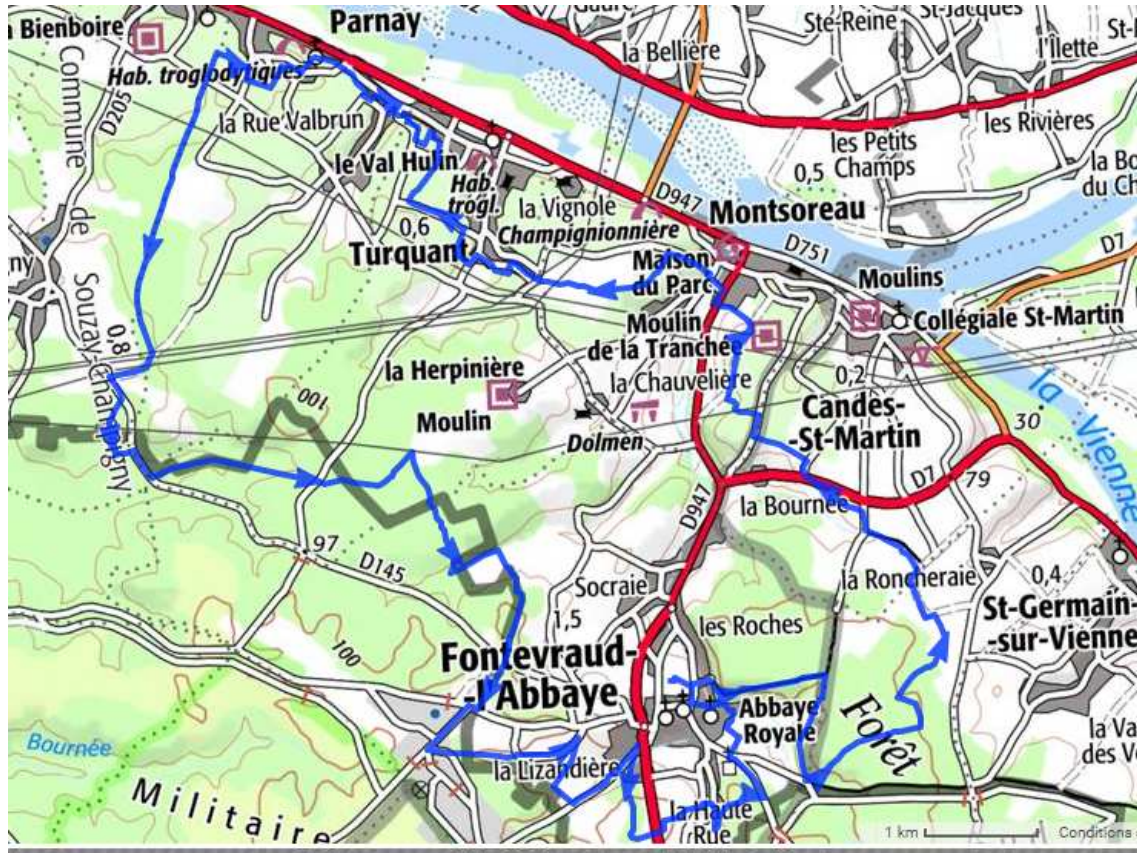 Parnay
Bienboire
Hab. troglodytiques
D205
Commune
de
Souzay-Champigny
la Rue Valbrun
le Val Hulin
Hab.
trogl.
la Bellière
Ste-Reine
St-Jacques
l'Îlette
les Petits
Champs
les Rivières
0,5
la Vignole
Champignionnière
D947
Montsoreau
D751
D7
0,6
Turquant
Maison
du Parc
Moulins
Collégiale St-Martin
Moulin
de la Tranchée
0,8
la Herpinière
Moulin
100
la Chauvelière
Dolmen
0,2
Candes-
-St-Martin
la Vienne
30
D7
79
la Bournée
D947
97
D145
Socraie
la Roncheraie
0,4
St-Germain-
-sur-Vienne
1,5
les Roches
100
Fontevraud-
-l'Abbaye
Abbaye
Royale
Forêt
Bournée
la Lizandière
Militaire
la Haute
Rue
1 km
Conditions